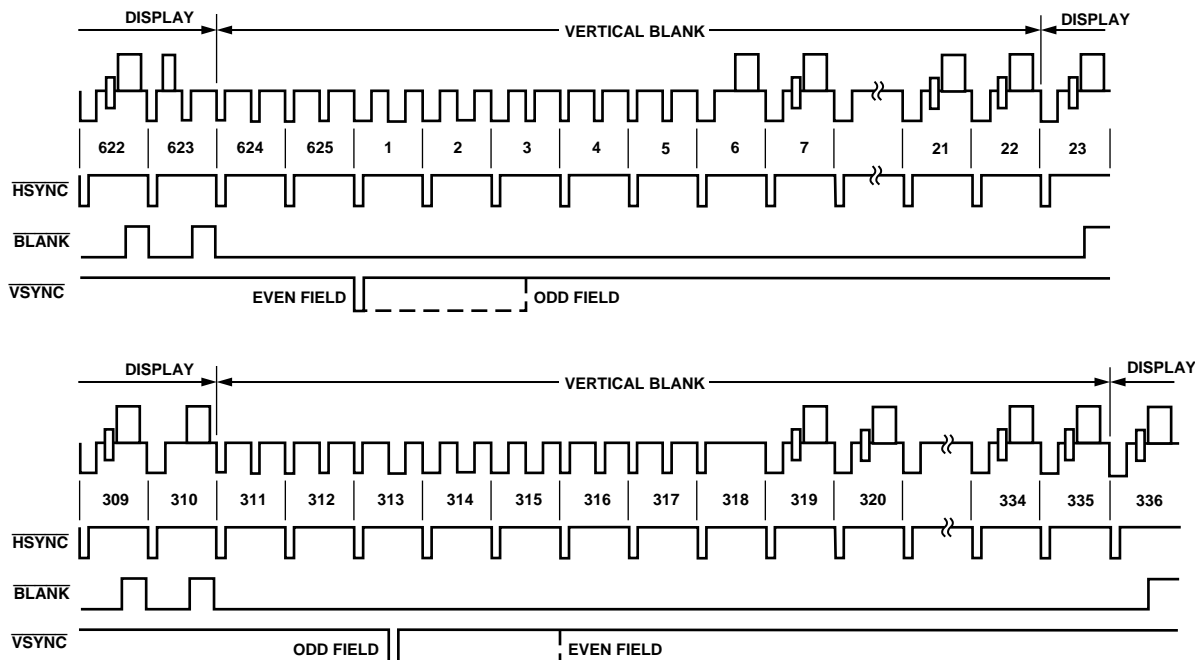 DISPLAY VERTICAL BLANK DISPLAY
622 623 624 625 1 2 3 4 5 6 7 21 22 23
HSYNC
BLANK
VSYNC
EVEN FIELD ODD FIELD
DISPLAY VERTICAL BLANK DISPLAY
309 310 311 312 313 314 315 316 317 318 319 320 334 335 336
HSYNC
BLANK
VSYNC
ODD FIELD EVEN FIELD